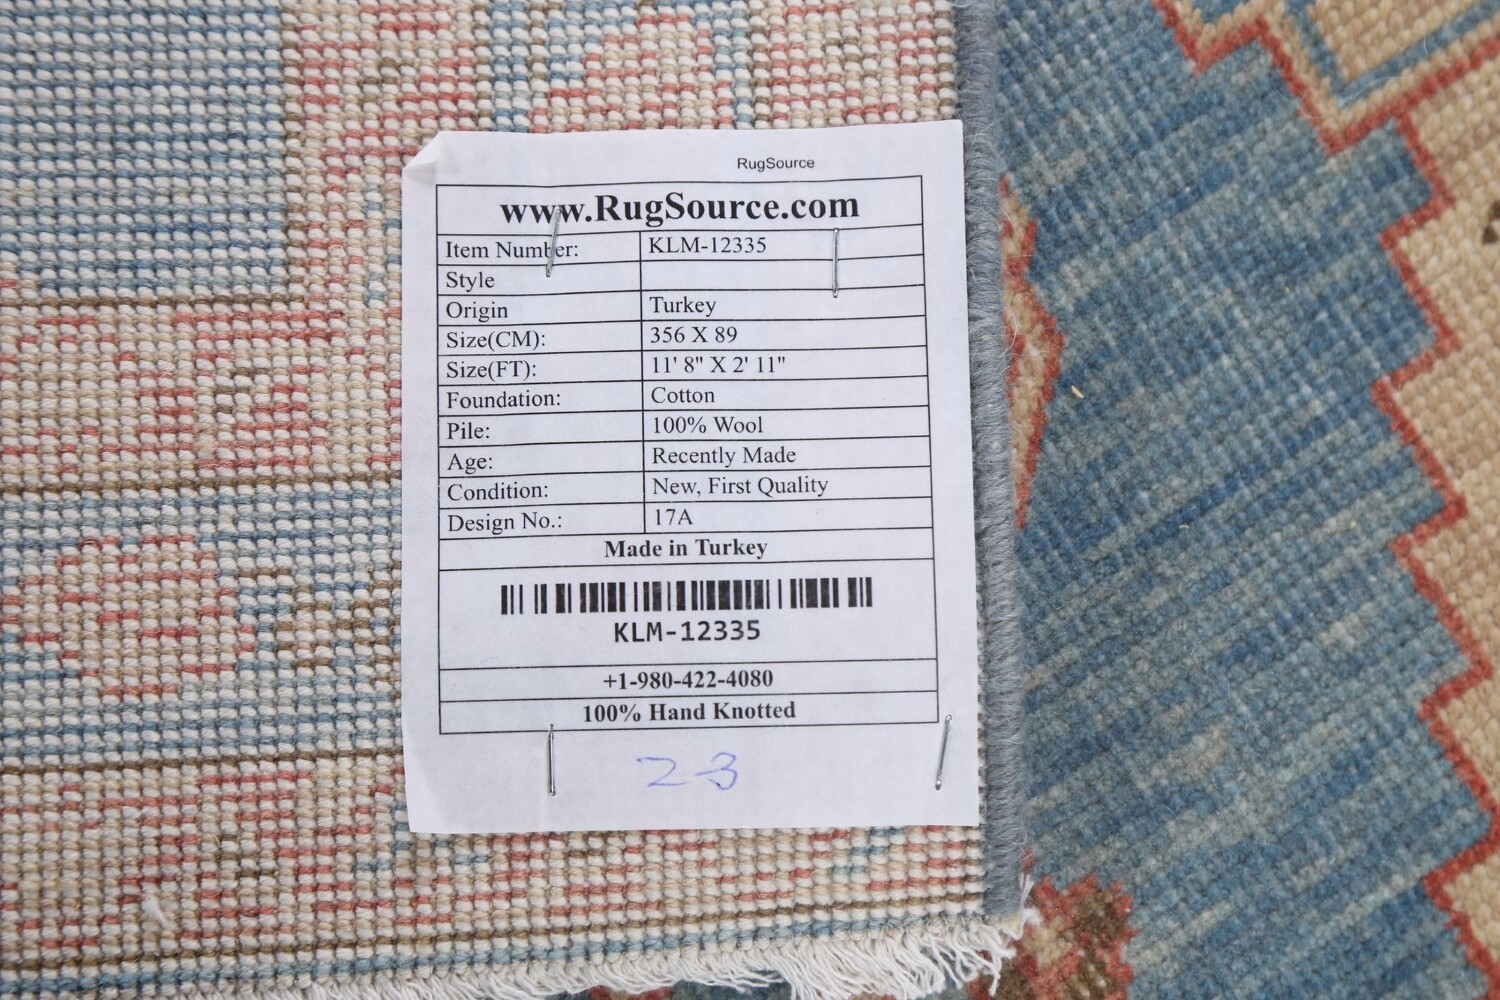 RugSource
www.RugSource.com
Item Number: KLM-12335
Style
Origin Turkey
Size(CM): 356 X 89
Size(FT): 11' 8" X 2' 11"
Foundation: Cotton
Pile: 100% Wool
Age: Recently Made
Condition: New, First Quality
Design No.: 17A
Made in Turkey
KLM-12335
+1-980-422-4080
100% Hand Knotted
2-3